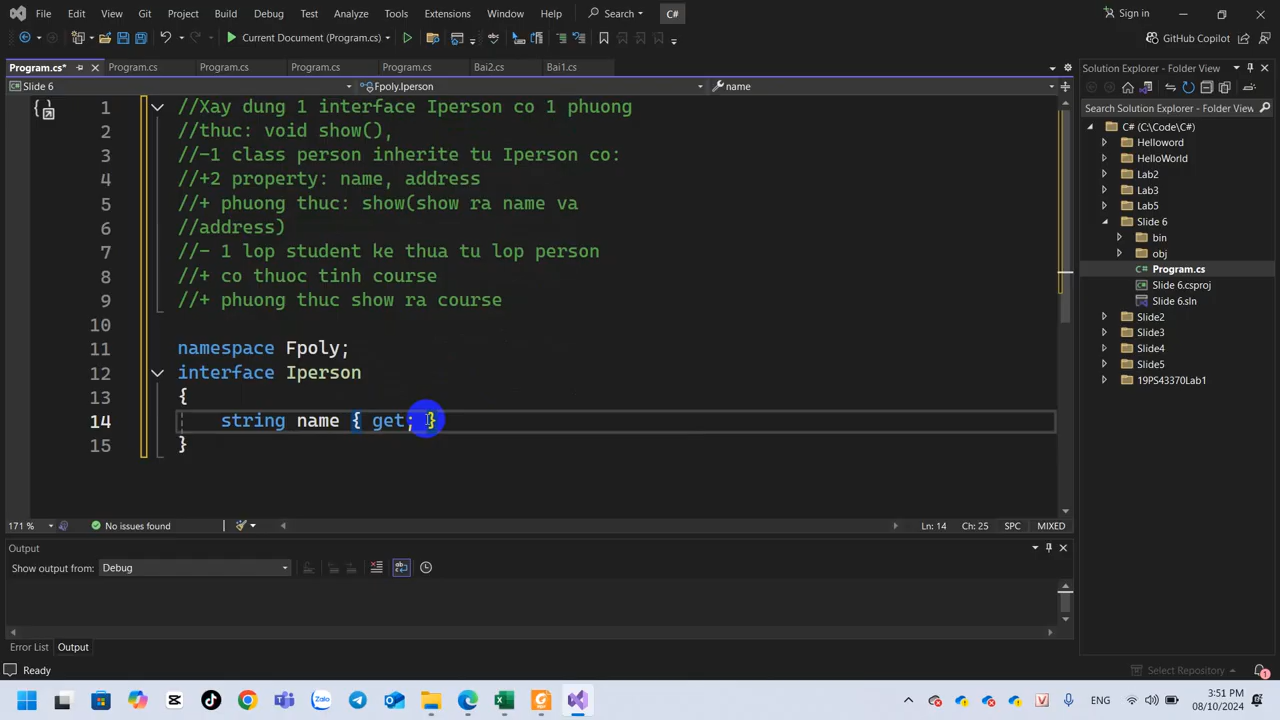 File Edit View Git Project Build Debug Test Analyze Tools Extensions Window Help Search C# Sign in
Current Document (Program.cs) GitHub Copilot
Program.cs* Program.cs Program.cs Program.cs Program.cs Bai2.cs Bai1.cs
Slide 6 Fpoly.Iperson name
1 //Xay dung 1 interface Iperson co 1 phuong
2 //thuc: void show(),
3 //-1 class person inherite tu Iperson co:
4 //+2 property: name, address
5 //+ phuong thuc: show(show ra name va
6 //address)
7 //- 1 lop student ke thua tu lop person
8 //+ co thuoc tinh course
9 //+ phuong thuc show ra course
10
11 namespace Fpoly;
12 interface Iperson
13 {
14 string name { get; }
15 }
171 % No issues found Ln: 14 Ch: 25 SPC MIXED
Output
Show output from: Debug
Error List Output
Ready Select Repository 1
Solution Explorer - Folder View
Search Solution Explorer - Folder View
C# (C:\Code\C#)
Helloword
HelloWorld
Lab2
Lab3
Lab5
Slide 6
bin
obj
C# Program.cs
Slide 6.csproj
Slide 6.sln
Slide2
Slide3
Slide4
Slide5
19PS43370Lab1
Zalo
ENG
3:51 PM
08/10/2024